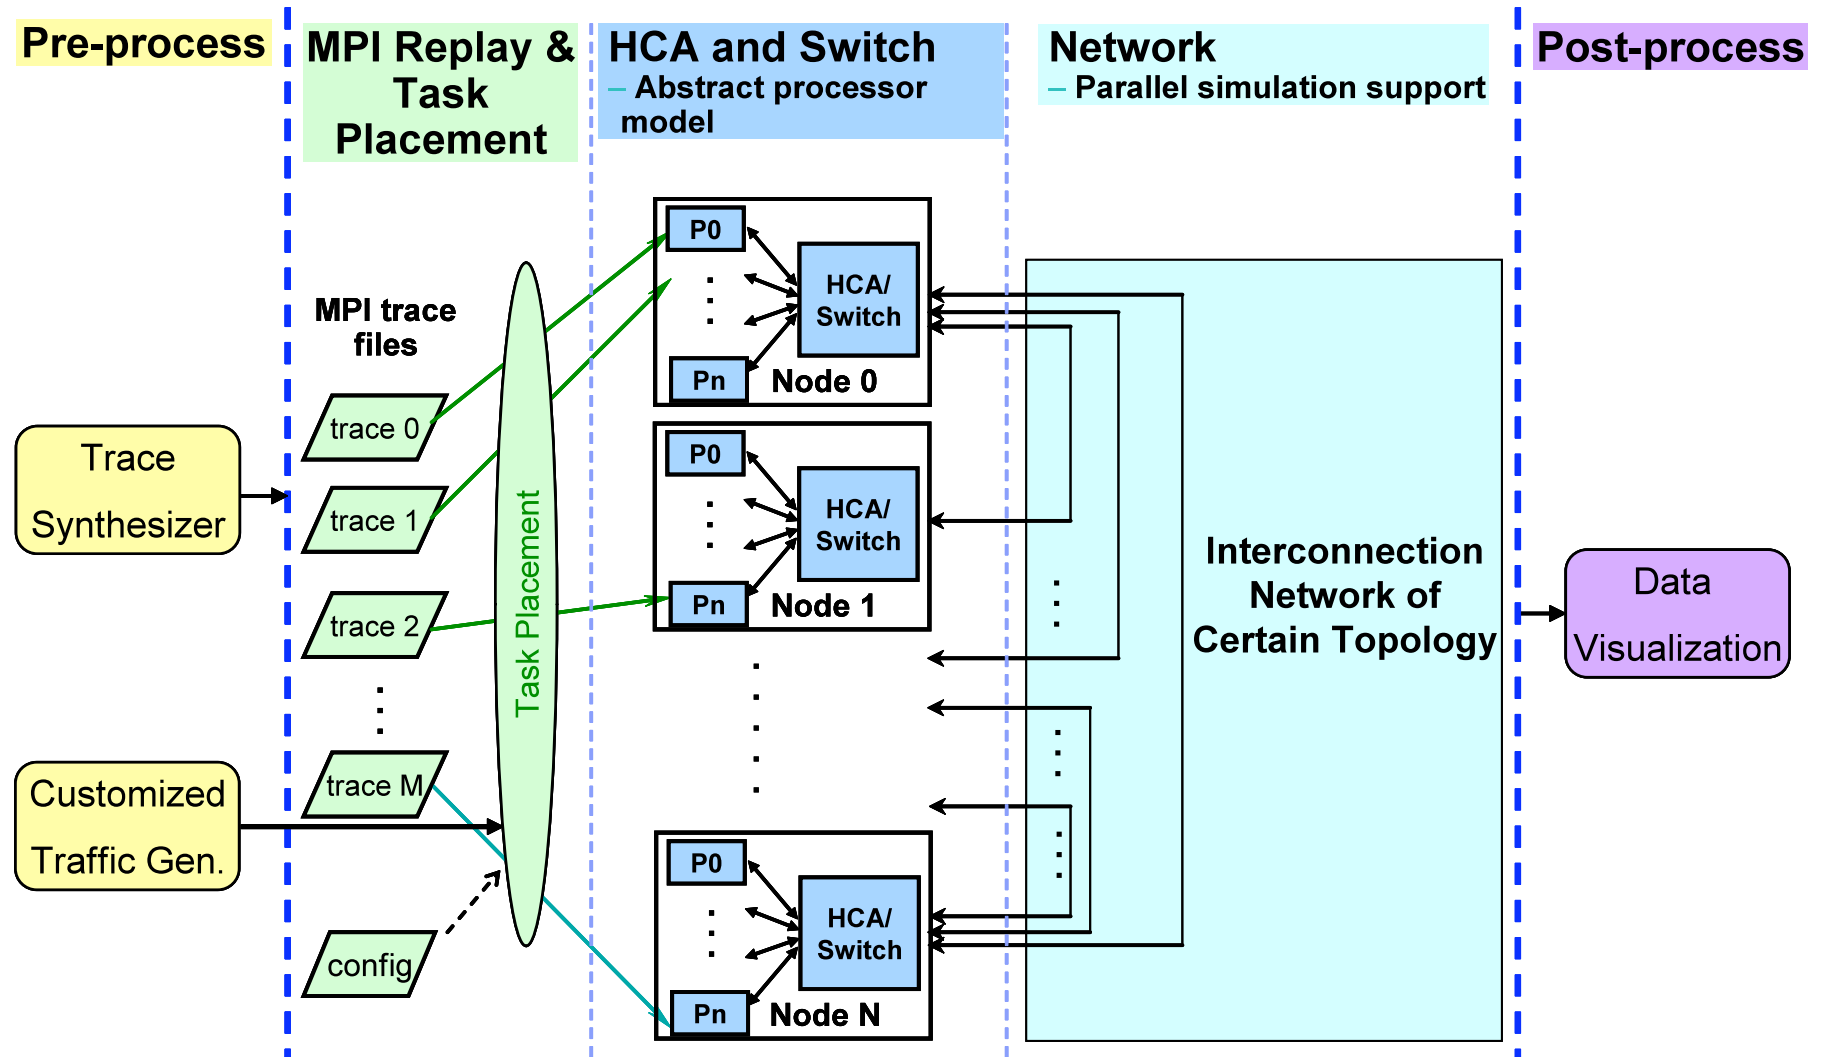 Pre-process
MPI Replay &
Task
Placement
HCA and Switch
– Abstract processor
model
Network
– Parallel simulation support
Post-process
MPI trace
files
trace 0
trace 1
trace 2
trace M
config
Trace
Synthesizer
Customized
Traffic Gen.
Task Placement
P0
HCA/
Switch
Pn
Node 0
P0
HCA/
Switch
Pn
Node 1
P0
HCA/
Switch
Pn
Node N
Interconnection
Network of
Certain Topology
Data
Visualization